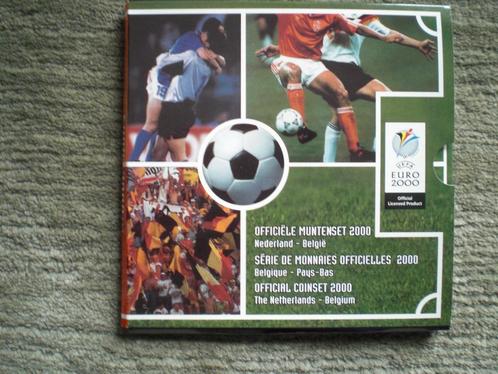 19
UEFA
EURO
2000
Official
Licensed Product
OFFICIËLE MUNTENSET 2000
Nederland - België
SÉRIE DE MONNAIES OFFICIELLES 2000
Belgique - Pays-Bas
OFFICIAL COINSET 2000
The Netherlands - Belgium